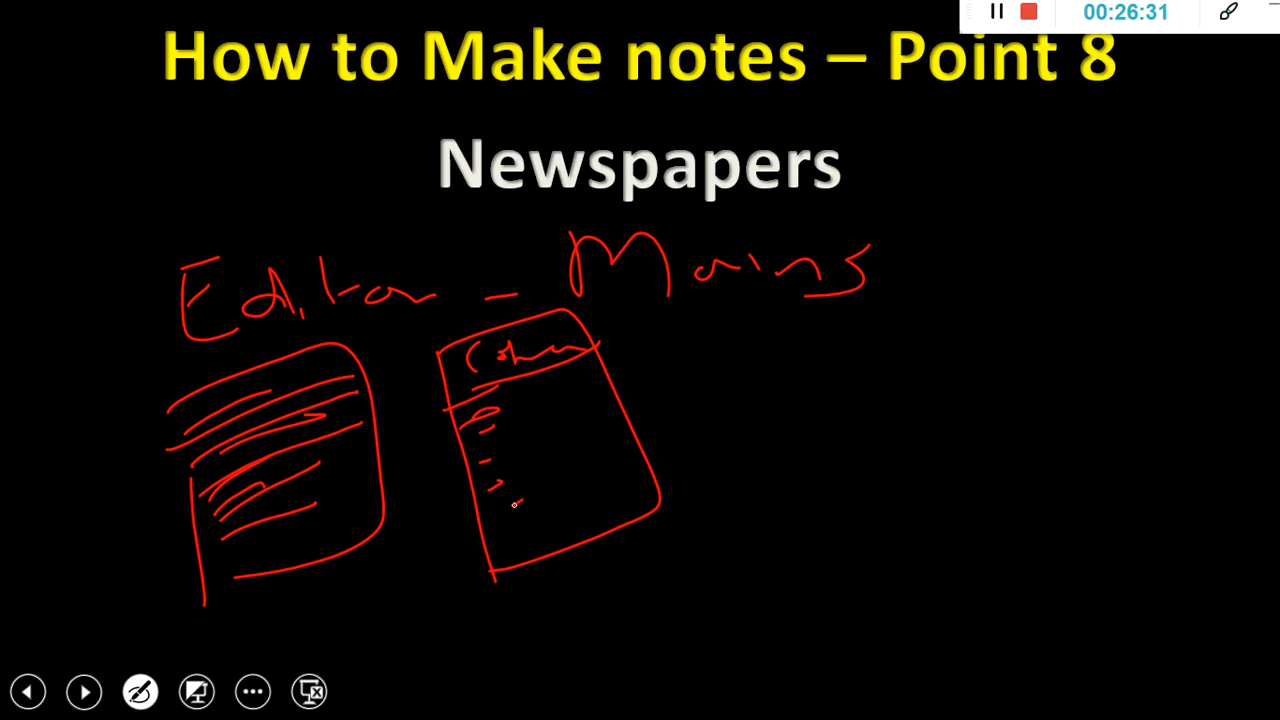 00:26:31
How to Make notes – Point 8
Newspapers
Editor - Mains